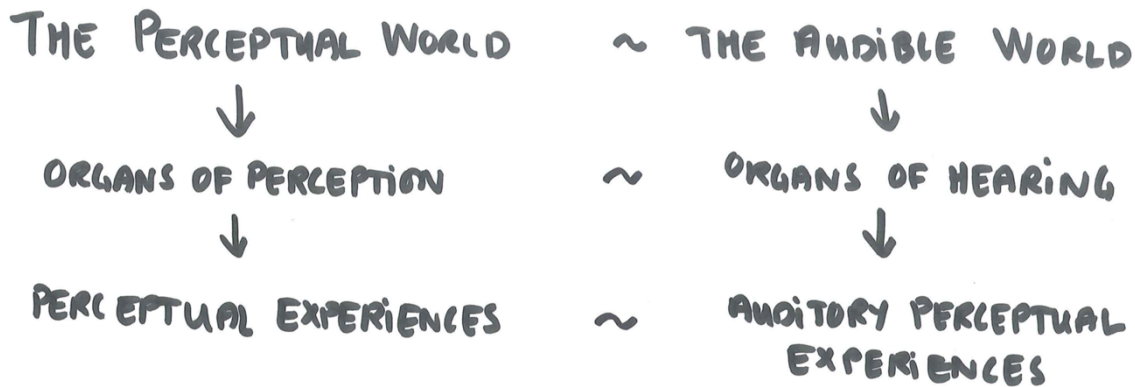 THE PERCEPTUAL WORLD ~ THE AUDIBLE WORLD
↓ ↓
ORGANS OF PERCEPTION ~ ORGANS OF HEARING
↓ ↓
PERCEPTUAL EXPERIENCES ~ AUDITORY PERCEPTUAL
EXPERIENCES